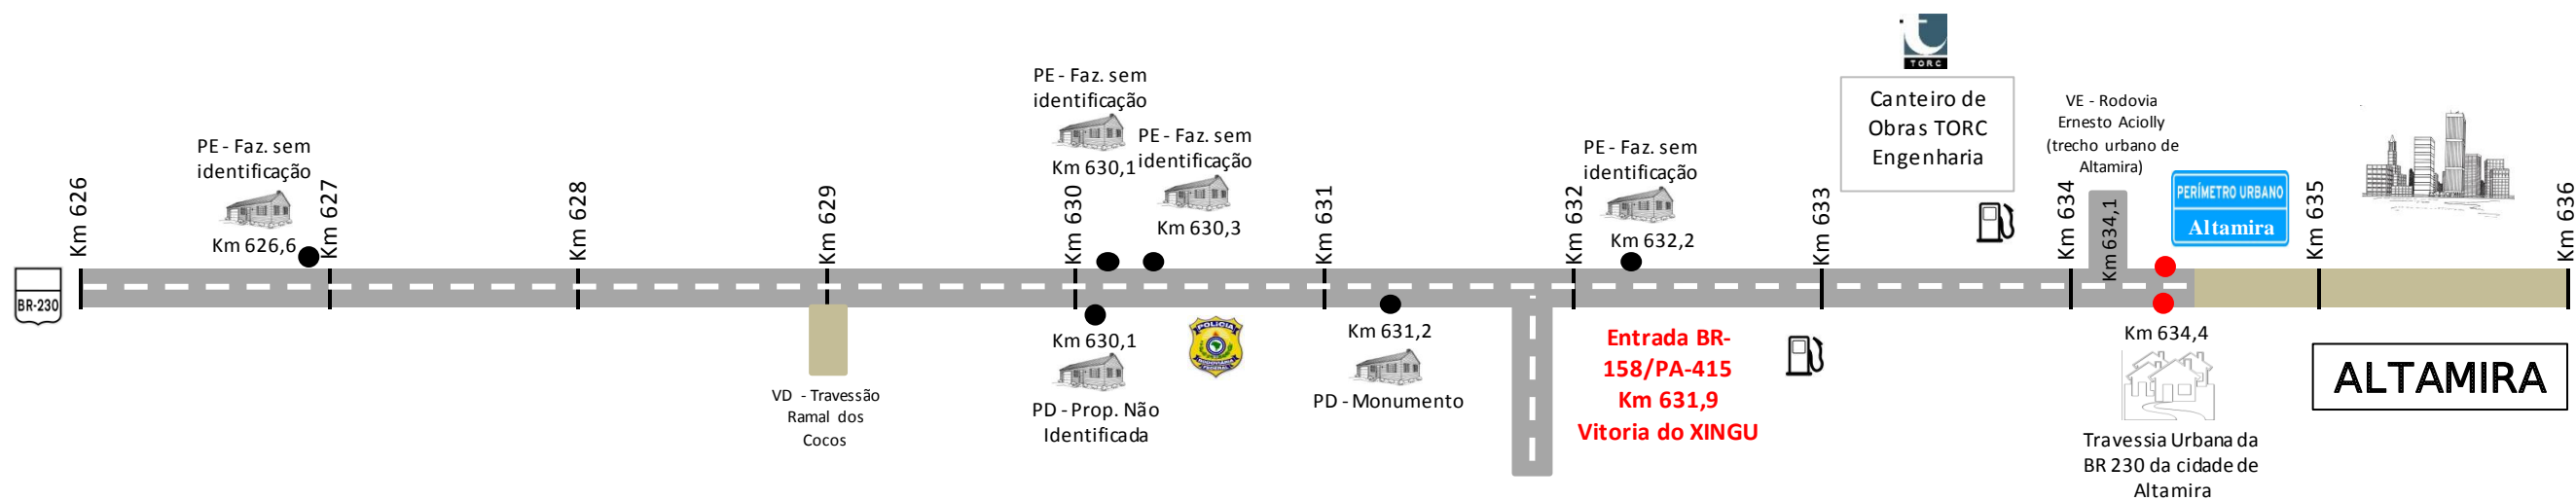 BR-230
Km 626
PE - Faz. sem
identificação
Km 626,6
Km 627
Km 628
Km 629
VD - Travessão
Ramal dos
Cocos
Km 630
PE - Faz. sem
identificação
Km 630,1
PE - Faz. sem
identificação
Km 630,3
Km 630,1
PD - Prop. Não
Identificada
POLICIA
RODOVIÁRIA
FEDERAL
Km 631
Km 631,2
PD - Monumento
Km 632
Entrada BR-
158/PA-415
Km 631,9
Vitoria do XINGU
PE - Faz. sem
identificação
Km 632,2
Km 633
TORC
Canteiro de
Obras TORC
Engenharia
Km 634
VE - Rodovia
Ernesto Aciolly
(trecho urbano de
Altamira)
Km 634,1
PERÍMETRO URBANO
Altamira
Km 634,4
Travessia Urbana da
BR 230 da cidade de
Altamira
Km 635
Km 636
ALTAMIRA